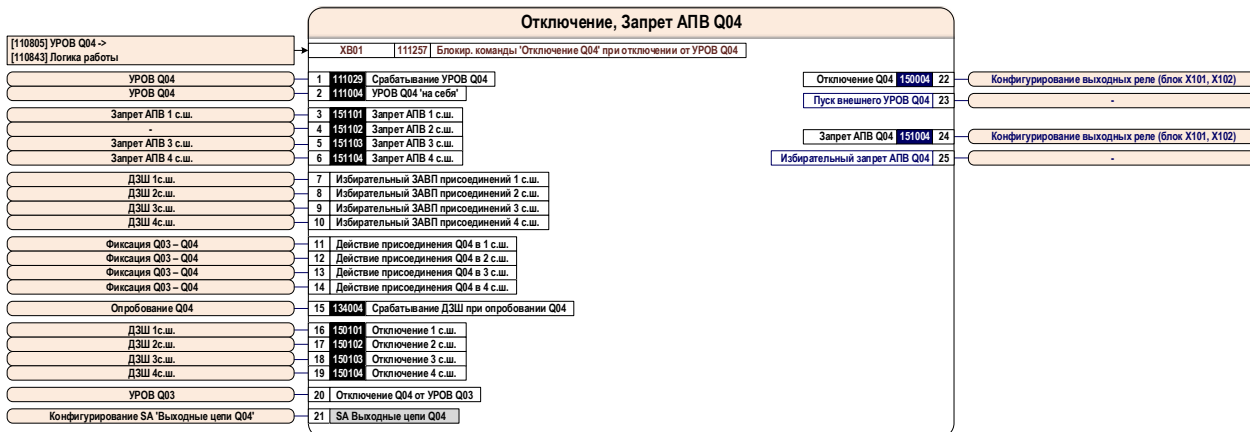 Отключение, Запрет АПВ Q04
[110805] УРОВ Q04 ->
[110843] Логика работы
XB01 111257 Блокир. команды 'Отключение Q04' при отключении от УРОВ Q04
УРОВ Q04 1 111029 Срабатывание УРОВ Q04
УРОВ Q04 2 111004 УРОВ Q04 'на себя'
Запрет АПВ 1 с.ш. 3 151101 Запрет АПВ 1 с.ш.
- 4 151102 Запрет АПВ 2 с.ш.
Запрет АПВ 3 с.ш. 5 151103 Запрет АПВ 3 с.ш.
Запрет АПВ 4 с.ш. 6 151104 Запрет АПВ 4 с.ш.
ДЗШ 1с.ш. 7 Избирательный ЗАВП присоединений 1 с.ш.
ДЗШ 2с.ш. 8 Избирательный ЗАВП присоединений 2 с.ш.
ДЗШ 3с.ш. 9 Избирательный ЗАВП присоединений 3 с.ш.
ДЗШ 4с.ш. 10 Избирательный ЗАВП присоединений 4 с.ш.
Фиксация Q03 – Q04 11 Действие присоединения Q04 в 1 с.ш.
Фиксация Q03 – Q04 12 Действие присоединения Q04 в 2 с.ш.
Фиксация Q03 – Q04 13 Действие присоединения Q04 в 3 с.ш.
Фиксация Q03 – Q04 14 Действие присоединения Q04 в 4 с.ш.
Опробование Q04 15 134004 Срабатывание ДЗШ при опробовании Q04
ДЗШ 1с.ш. 16 150101 Отключение 1 с.ш.
ДЗШ 2с.ш. 17 150102 Отключение 2 с.ш.
ДЗШ 3с.ш. 18 150103 Отключение 3 с.ш.
ДЗШ 4с.ш. 19 150104 Отключение 4 с.ш.
УРОВ Q03 20 Отключение Q04 от УРОВ Q03
Конфигурирование SA 'Выходные цепи Q04' 21 SA Выходные цепи Q04
Отключение Q04 150004 22 Конфигурирование выходных реле (блок X101, X102)
Пуск внешнего УРОВ Q04 23 -
Запрет АПВ Q04 151004 24 Конфигурирование выходных реле (блок X101, X102)
Избирательный запрет АПВ Q04 25 -